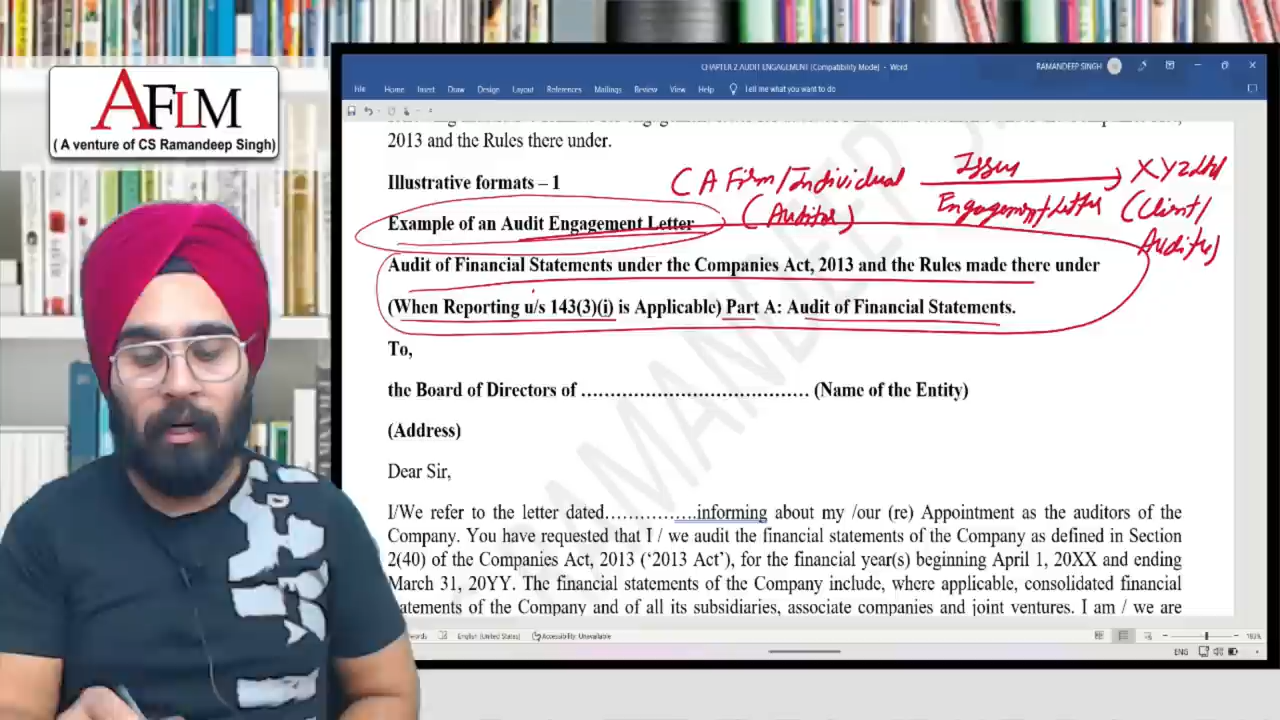 AFLM
( A venture of CS Ramandeep Singh)
CHAPTER 2 AUDIT ENGAGEMENT [Compatibility Mode] - Word
RAMANDEEP SINGH
File Home Insert Draw Design Layout References Mailings Review View Help Tell me what you want to do
2013 and the Rules there under.
Illustrative formats – 1
CA Firm/Individual
(Auditor)
Issue
Engagement letter
XYZ Ltd
(Client/
Auditee)
Example of an Audit Engagement Letter
Audit of Financial Statements under the Companies Act, 2013 and the Rules made there under
(When Reporting u/s 143(3)(i) is Applicable) Part A: Audit of Financial Statements.
To,
the Board of Directors of …………………………………… (Name of the Entity)
(Address)
Dear Sir,
I/We refer to the letter dated………………informing about my /our (re) Appointment as the auditors of the
Company. You have requested that I / we audit the financial statements of the Company as defined in Section
2(40) of the Companies Act, 2013 (‘2013 Act’), for the financial year(s) beginning April 1, 20XX and ending
March 31, 20YY. The financial statements of the Company include, where applicable, consolidated financial
statements of the Company and of all its subsidiaries, associate companies and joint ventures. I am / we are
RAMANDEEP S
words English (United States) Accessibility: Unavailable
ENG